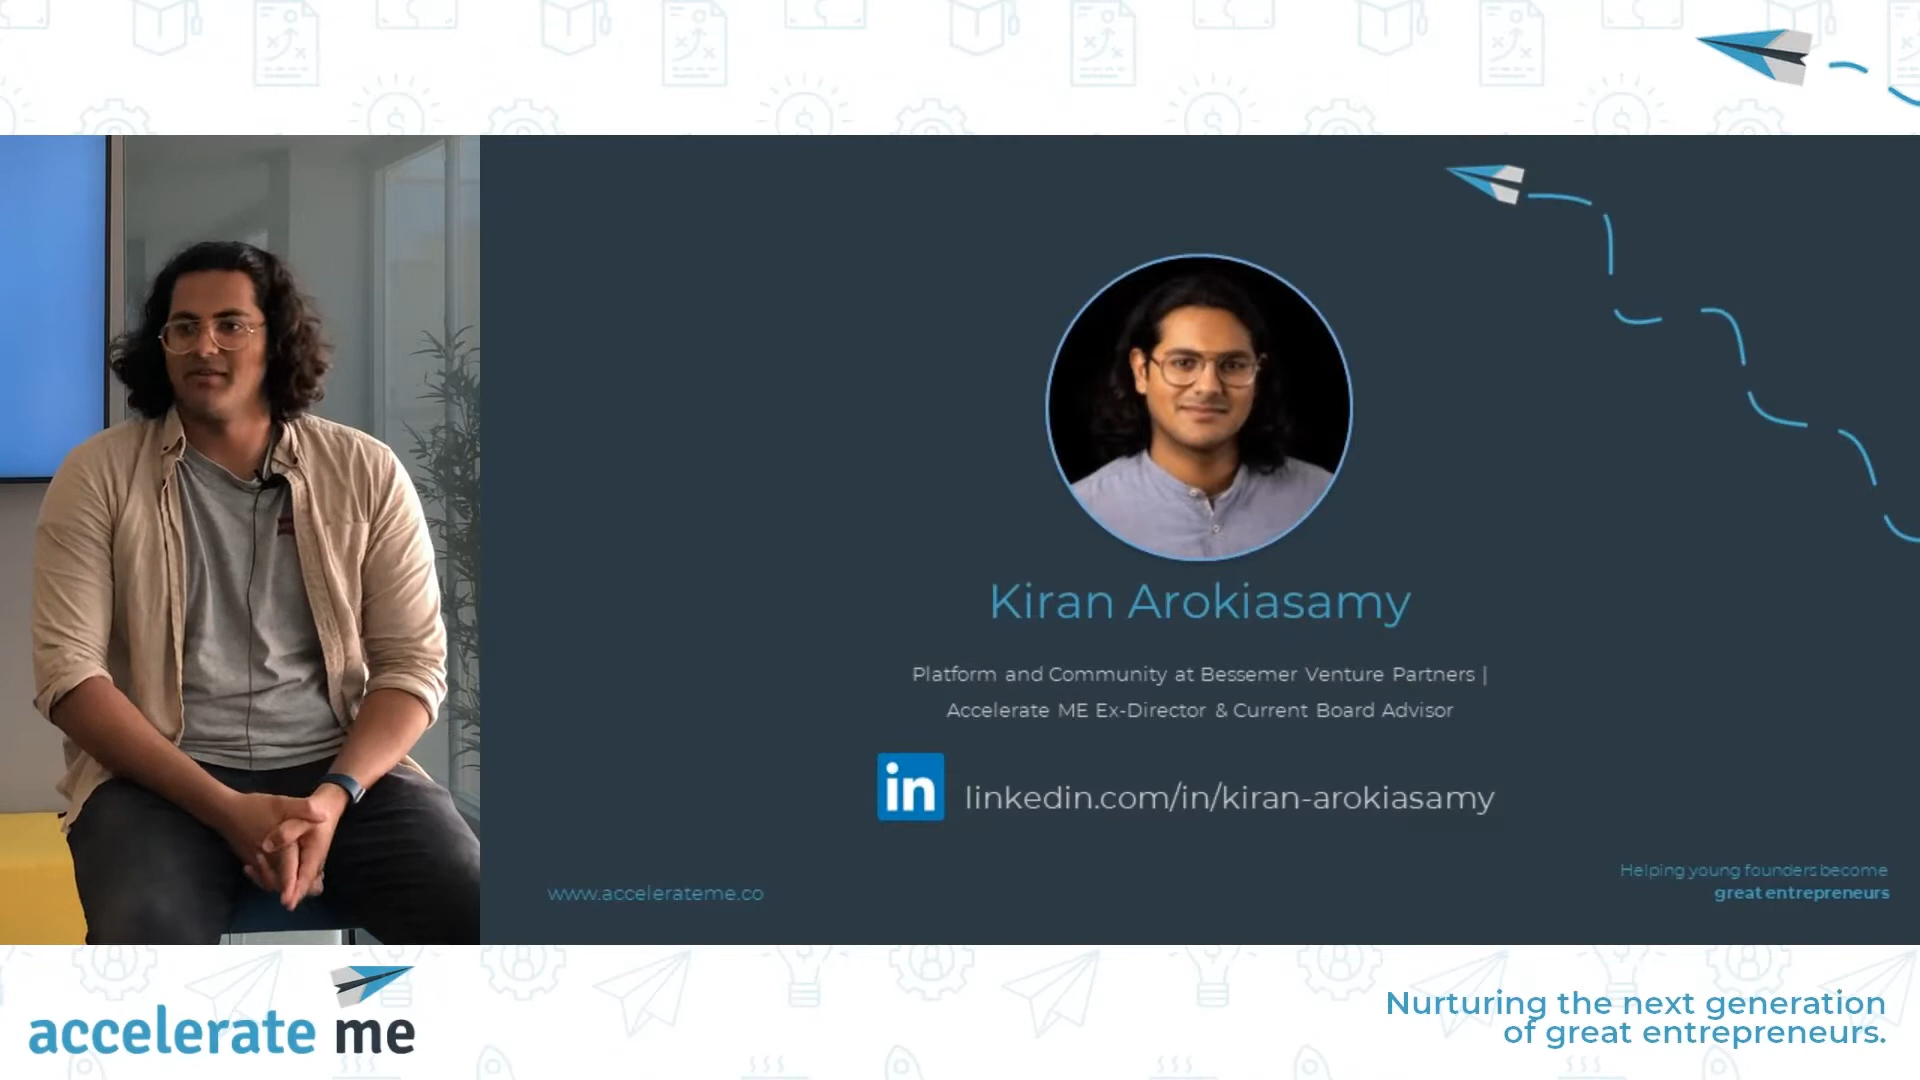 Kiran Arokiasamy
Platform and Community at Bessemer Venture Partners |
Accelerate ME Ex-Director & Current Board Advisor
in linkedin.com/in/kiran-arokiasamy
www.accelerateme.co
Helping young founders become
great entrepreneurs
accelerate me
Nurturing the next generation
of great entrepreneurs.